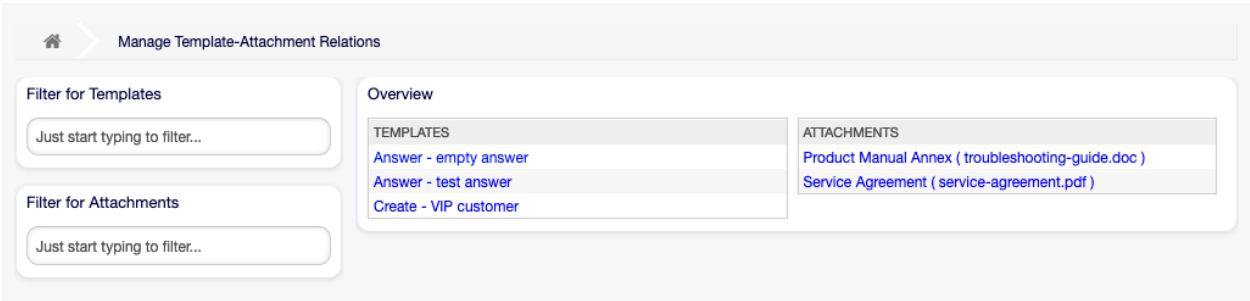 Manage Template-Attachment Relations
Filter for Templates
Just start typing to filter...
Filter for Attachments
Just start typing to filter...
Overview
TEMPLATES
Answer - empty answer
Answer - test answer
Create - VIP customer
ATTACHMENTS
Product Manual Annex ( troubleshooting-guide.doc )
Service Agreement ( service-agreement.pdf )